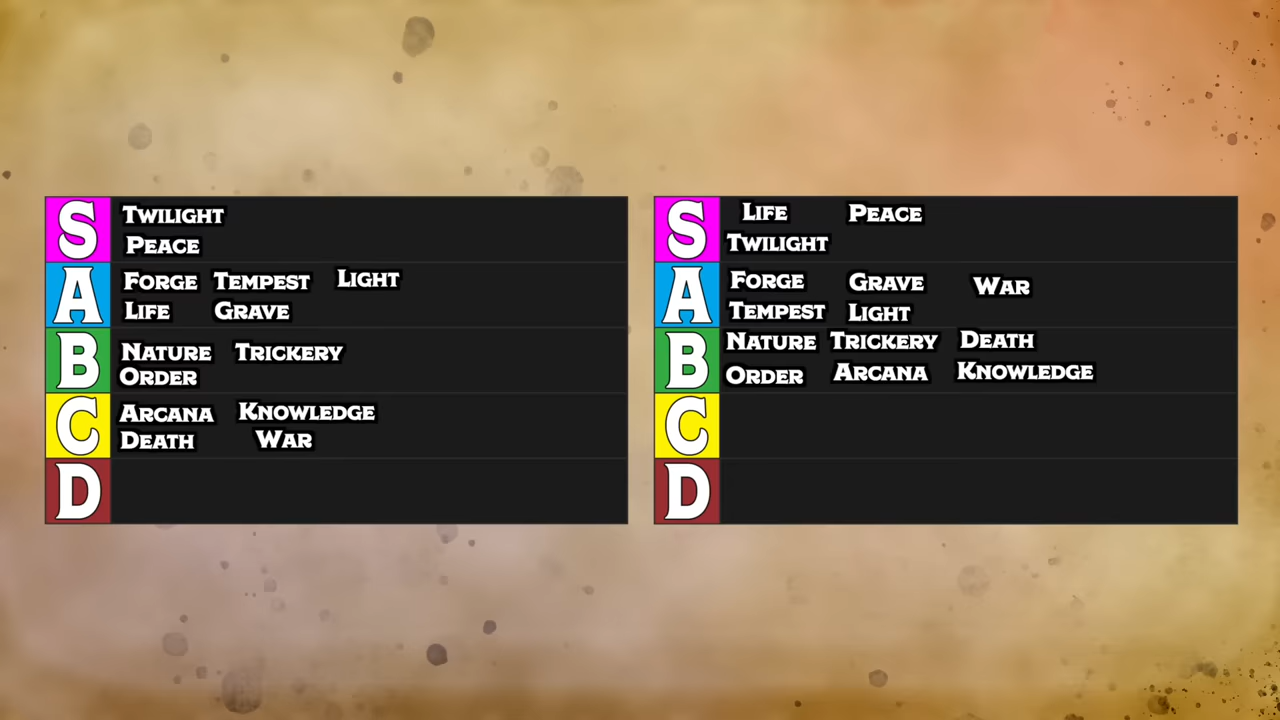 S
Twilight
Peace
A
Forge Tempest Light
Life Grave
B
Nature Trickery
Order
C
Arcana Knowledge
Death War
D
S
Life Peace
Twilight
A
Forge Grave War
Tempest Light
B
Nature Trickery Death
Order Arcana Knowledge
C
D